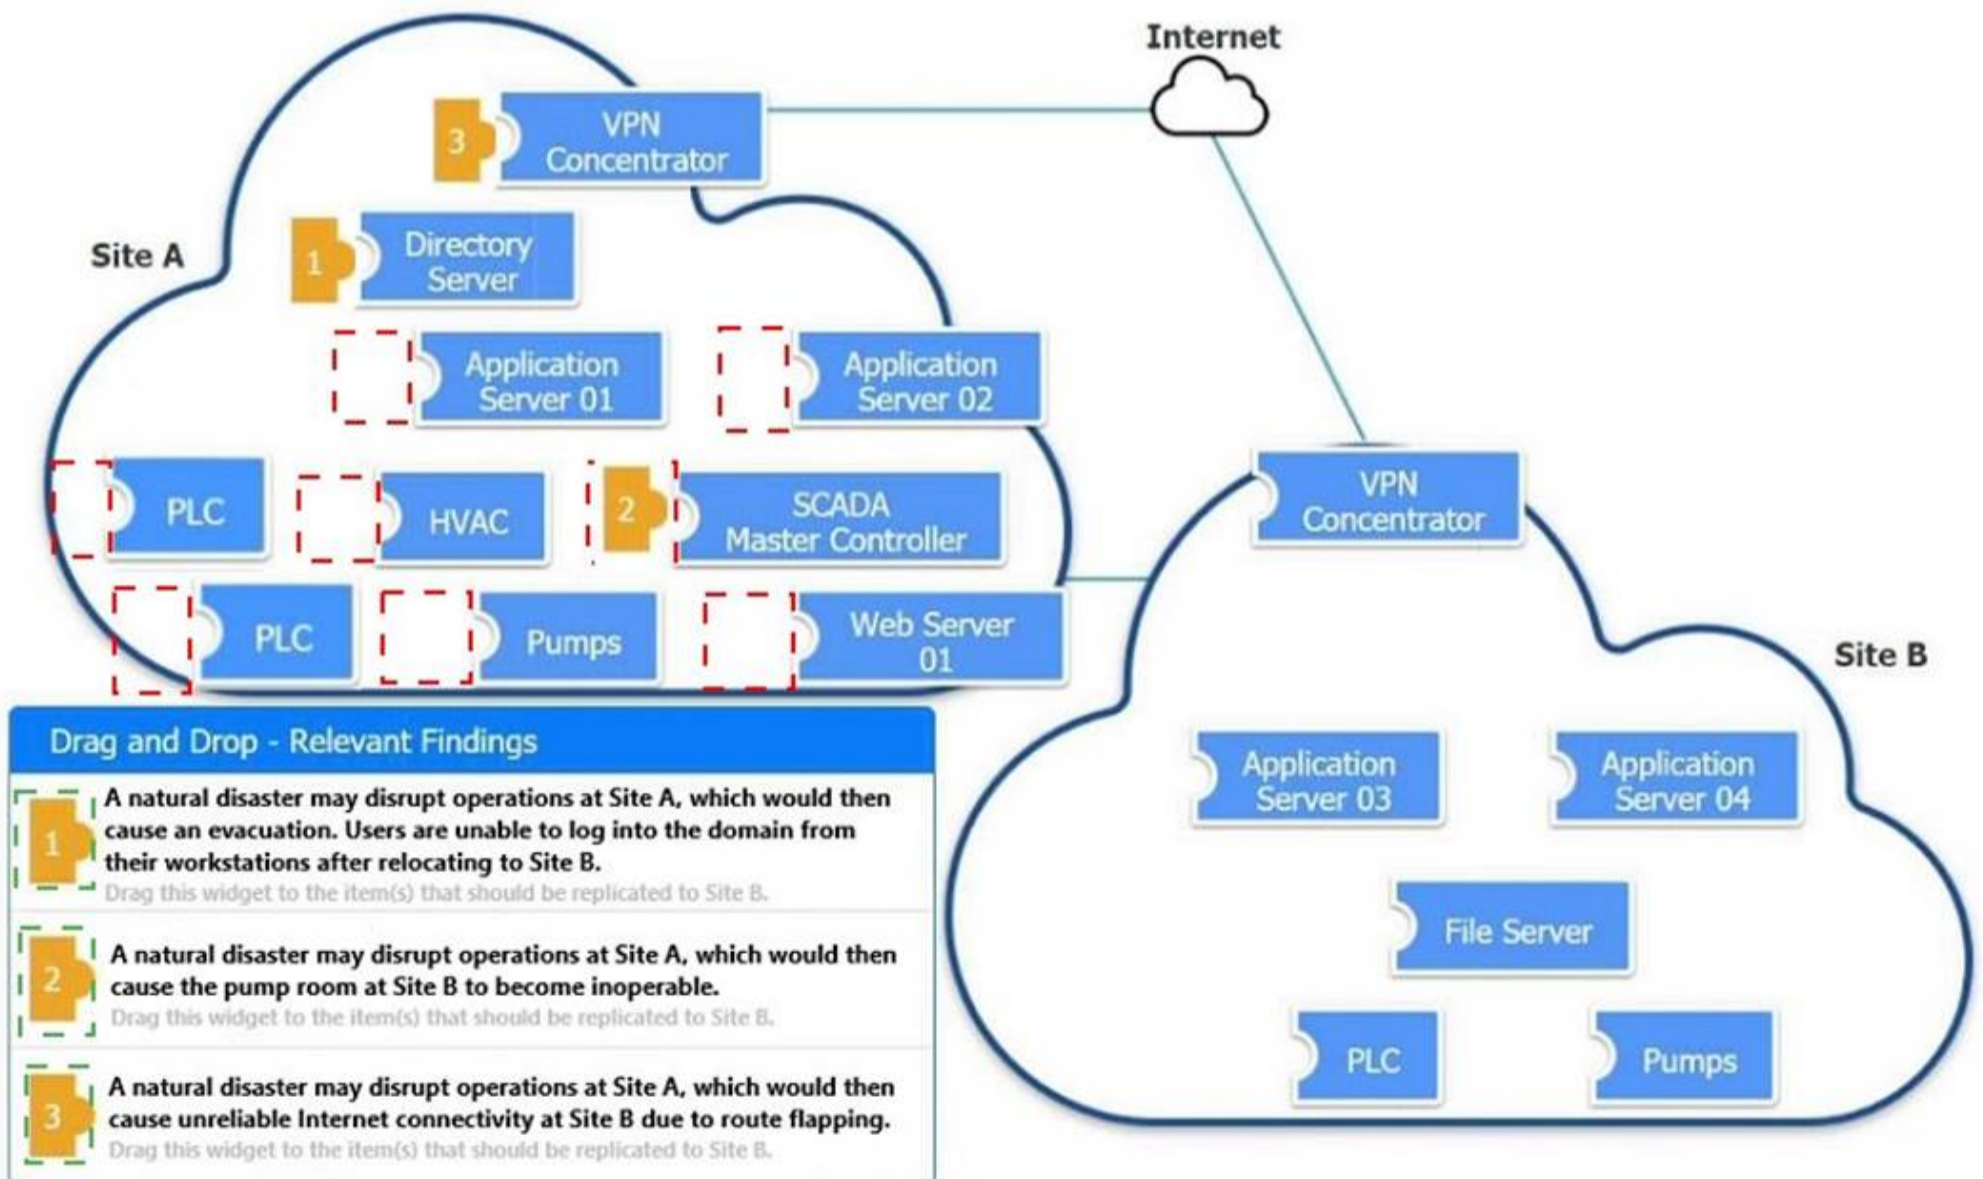 Internet
3
VPN
Concentrator
Site A
1
Directory
Server
Application
Server 01
Application
Server 02
PLC
HVAC
2
SCADA
Master Controller
PLC
Pumps
Web Server
01
VPN
Concentrator
Site B
Application
Server 03
Application
Server 04
File Server
PLC
Pumps
Drag and Drop - Relevant Findings
1
A natural disaster may disrupt operations at Site A, which would then
cause an evacuation. Users are unable to log into the domain from
their workstations after relocating to Site B.
Drag this widget to the item(s) that should be replicated to Site B.
2
A natural disaster may disrupt operations at Site A, which would then
cause the pump room at Site B to become inoperable.
Drag this widget to the item(s) that should be replicated to Site B.
3
A natural disaster may disrupt operations at Site A, which would then
cause unreliable Internet connectivity at Site B due to route flapping.
Drag this widget to the item(s) that should be replicated to Site B.